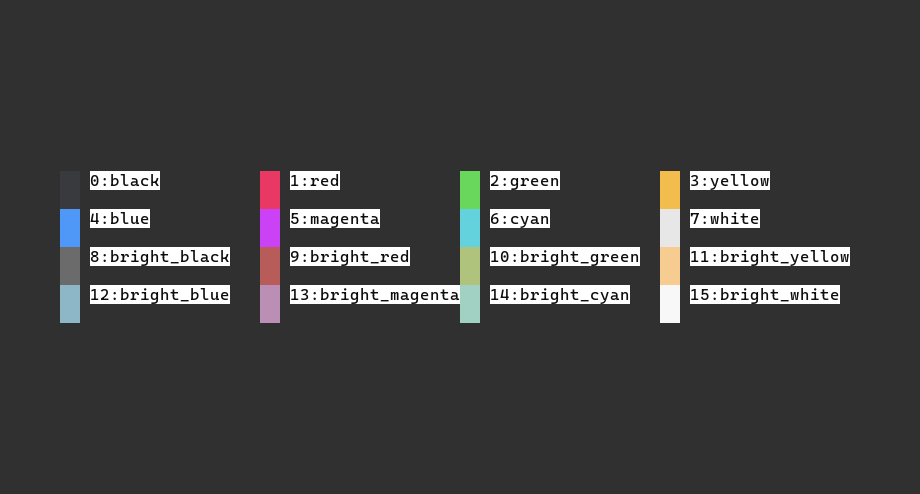 0:black 1:red 2:green 3:yellow
4:blue 5:magenta 6:cyan 7:white
8:bright_black 9:bright_red 10:bright_green 11:bright_yellow
12:bright_blue 13:bright_magenta 14:bright_cyan 15:bright_white